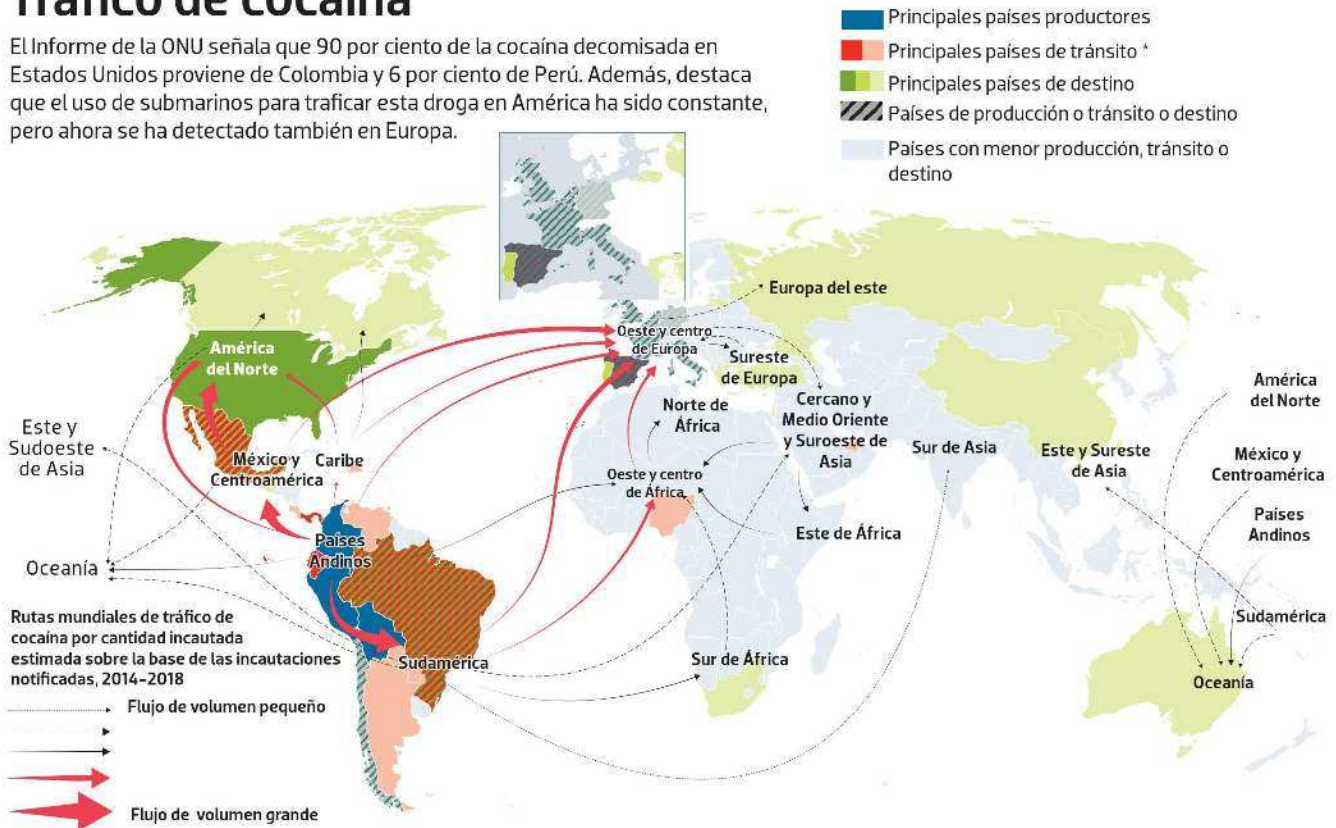 Tráfico de cocaína
El Informe de la ONU señala que 90 por ciento de la cocaína decomisada en
Estados Unidos proviene de Colombia y 6 por ciento de Perú. Además, destaca
que el uso de submarinos para traficar esta droga en América ha sido constante,
pero ahora se ha detectado también en Europa.
Principales países productores
Principales países de tránsito *
Principales países de destino
Países de producción o tránsito o destino
Países con menor producción, tránsito o
destino
Europa del este
Oeste y centro
de Europa
Sureste
de Europa
América
del Norte
Norte de
África
Cercano y
Medio Oriente
y Suroeste de
Asia
Este y
Sudoeste
de Asia
México y
Centroamérica
Caribe
Oeste y centro
de África
Sur de Asia
Este y Sureste
de Asia
América
del Norte
México y
Centroamérica
Países
Andinos
Este de África
Países
Andinos
Oceanía
Sudamérica
Rutas mundiales de tráfico de
cocaína por cantidad incautada
estimada sobre la base de las incautaciones
notificadas, 2014-2018
Sudamérica
Sur de África
Oceanía
Flujo de volumen pequeño
Flujo de volumen grande